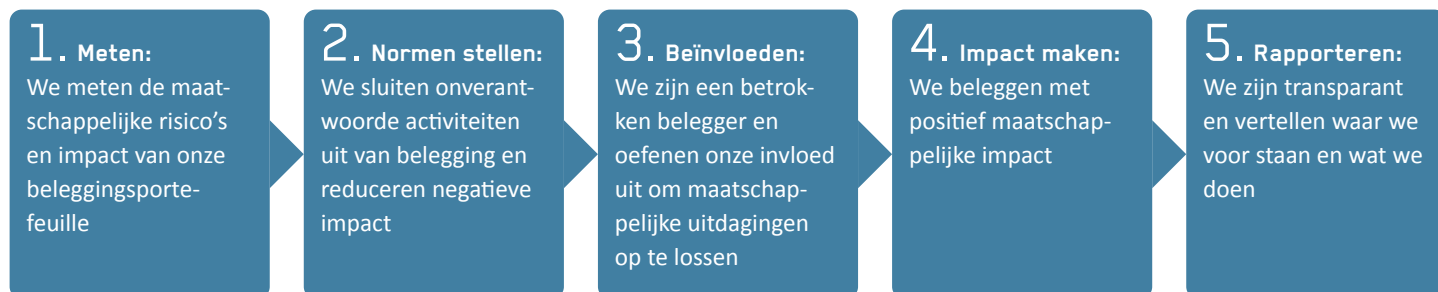 1. Meten:
We meten de maat-
schappelijke risico's
en impact van onze
beleggingsporte-
feuille
2. Normen stellen:
We sluiten onverant-
woorde activiteiten
uit van belegging en
reduceren negatieve
impact
3. Beïnvloeden:
We zijn een betrok-
ken belegger en
oefenen onze invloed
uit om maatschap-
pelijke uitdagingen
op te lossen
4. Impact maken:
We beleggen met
positief maatschap-
pelijke impact
5. Rapporteren:
We zijn transparant
en vertellen waar we
voor staan en wat we
doen